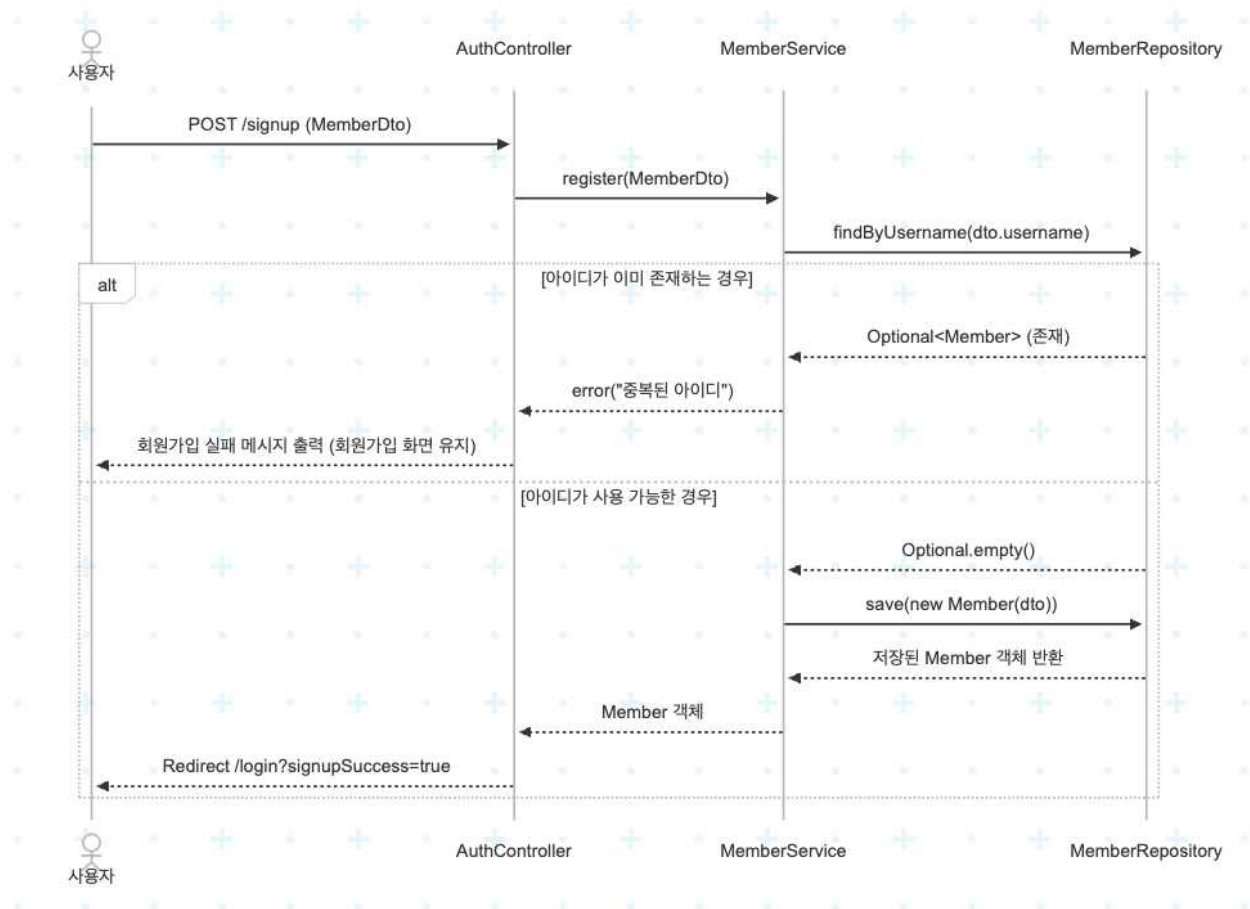 사용자
AuthController
MemberService
MemberRepository
POST /signup (MemberDto)
register(MemberDto)
findByUsername(dto.username)
alt
[아이디가 이미 존재하는 경우]
Optional<Member> (존재)
error("중복된 아이디")
회원가입 실패 메시지 출력 (회원가입 화면 유지)
[아이디가 사용 가능한 경우]
Optional.empty()
save(new Member(dto))
저장된 Member 객체 반환
Member 객체
Redirect /login?signupSuccess=true
사용자
AuthController
MemberService
MemberRepository